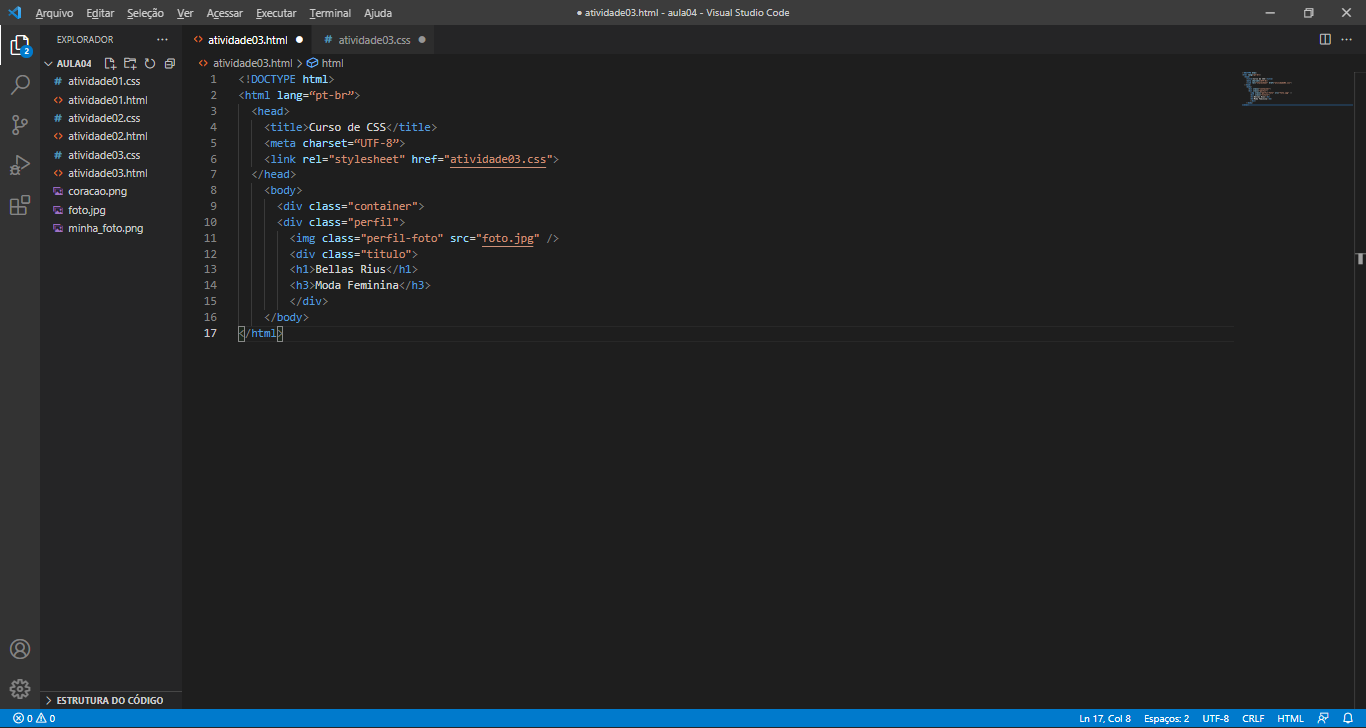 Arquivo Editar Seleção Ver Acessar Executar Terminal Ajuda
● atividade03.html - aula04 - Visual Studio Code
2
EXPLORADOR
AULA04
atividade01.css
atividade01.html
atividade02.css
atividade02.html
atividade03.css
atividade03.html
coracao.png
foto.jpg
minha_foto.png
ESTRUTURA DO CÓDIGO
atividade03.html ● # atividade03.css ●
atividade03.html > html
1 <!DOCTYPE html>
2 <html lang=“pt-br”>
3 <head>
4 <title>Curso de CSS</title>
5 <meta charset=“UTF-8”>
6 <link rel="stylesheet" href="atividade03.css">
7 </head>
8 <body>
9 <div class="container">
10 <div class="perfil">
11 <img class="perfil-foto" src="foto.jpg" />
12 <div class="titulo">
13 <h1>Bellas Rius</h1>
14 <h3>Moda Feminina</h3>
15 </div>
16 </body>
17 </html>
0 0
Ln 17, Col 8 Espaços: 2 UTF-8 CRLF HTML